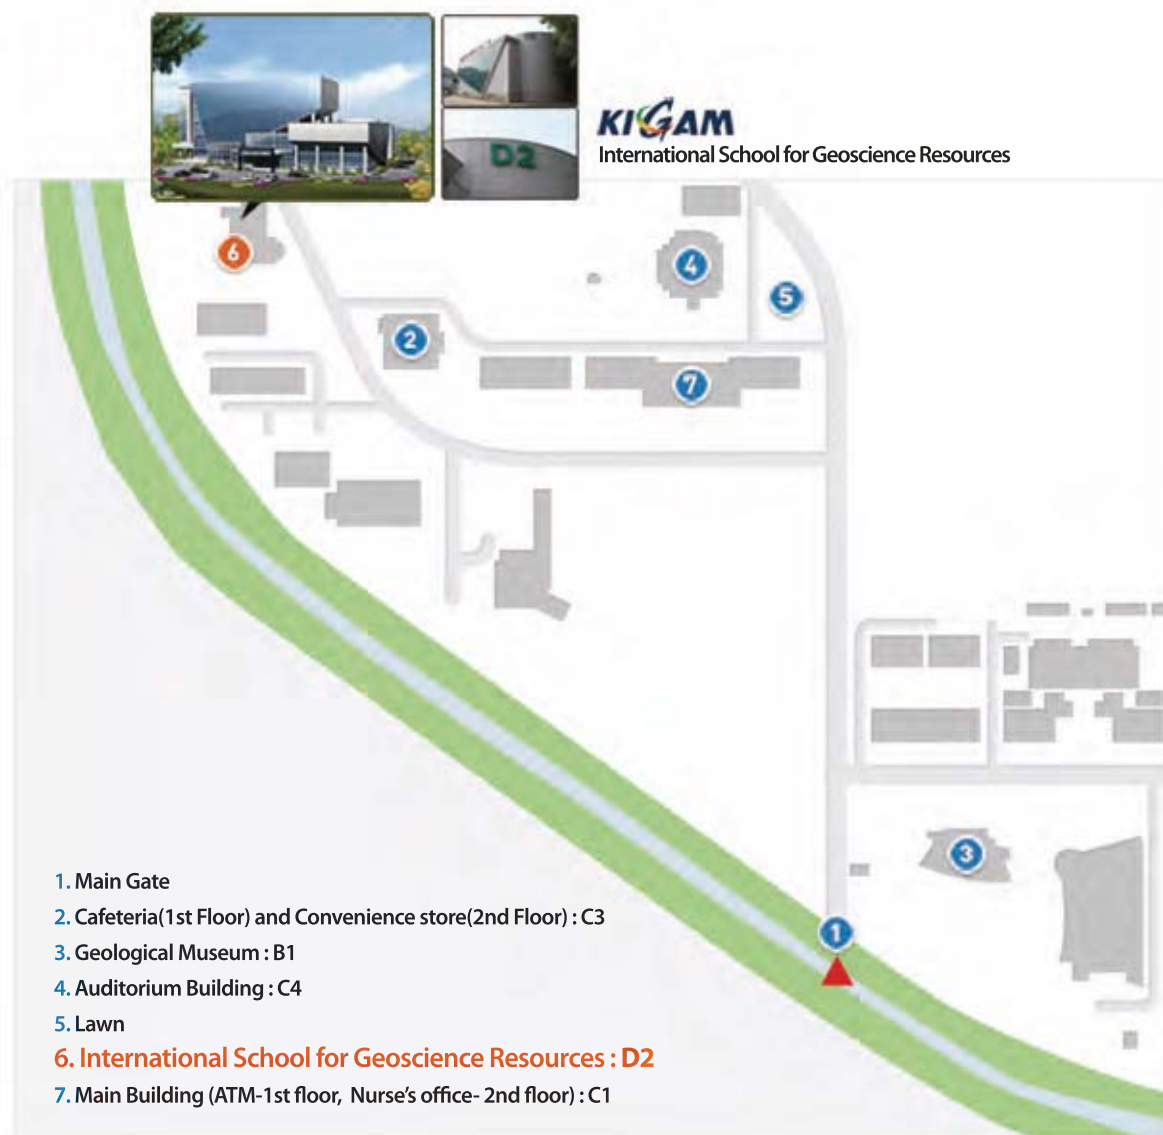 D2
KIGAM
International School for Geoscience Resources
6
4
5
2
7
3
1
1. Main Gate
2. Cafeteria(1st Floor) and Convenience store(2nd Floor) : C3
3. Geological Museum : B1
4. Auditorium Building : C4
5. Lawn
6. International School for Geoscience Resources : D2
7. Main Building (ATM-1st floor, Nurse's office- 2nd floor) : C1